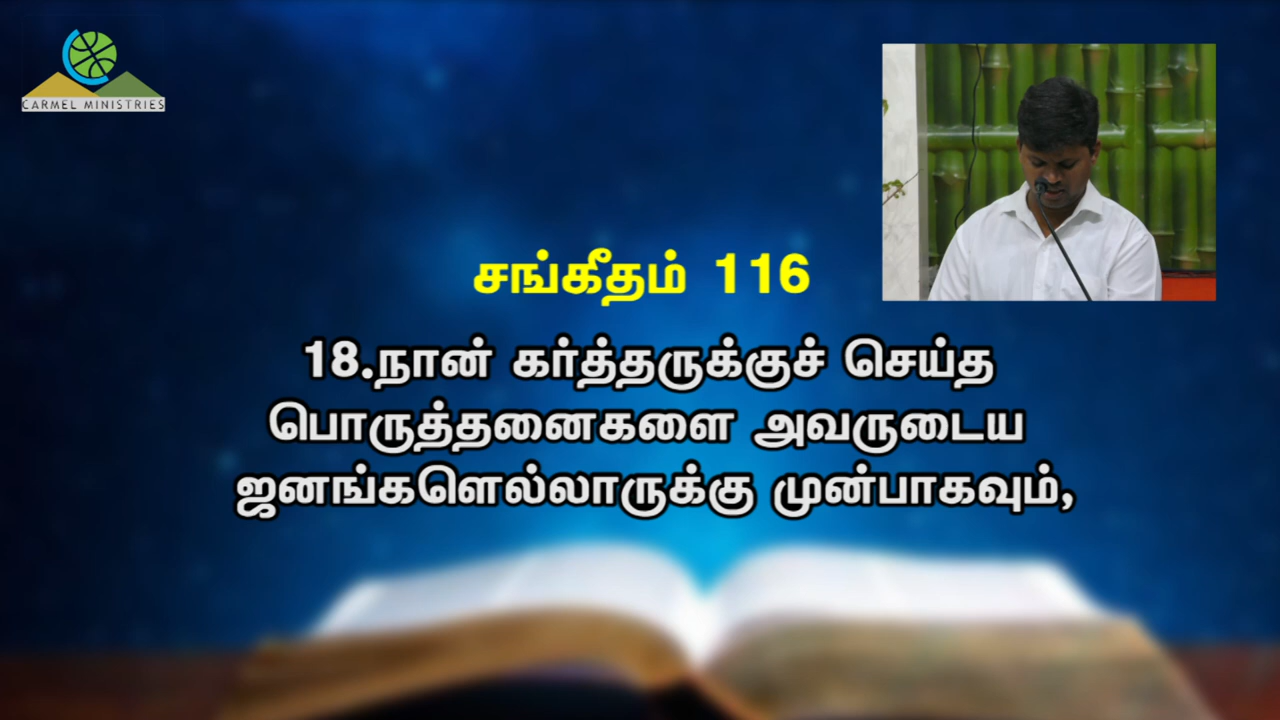 CARMEL MINISTRIES
சங்கீதம் 116
18.நான் கர்த்தருக்குச் செய்த
பொருத்தனைகளை அவருடைய
ஜனங்களெல்லாருக்கு முன்பாகவும்,